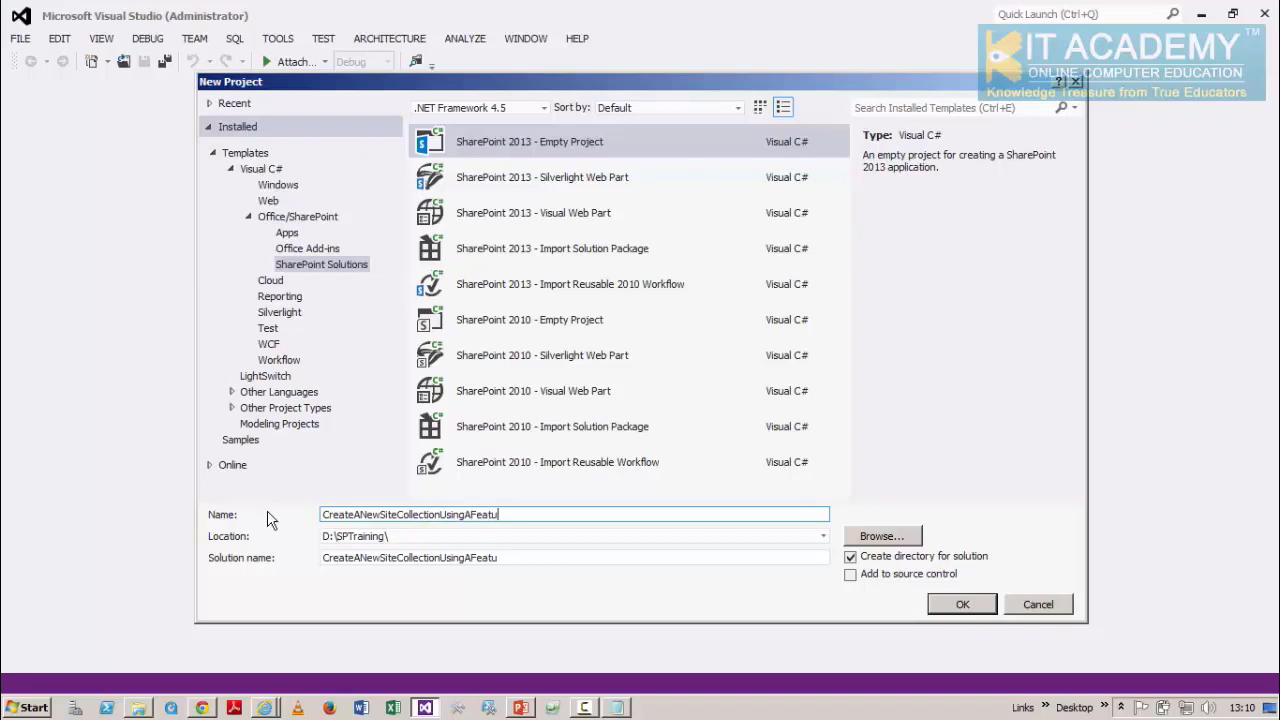 Microsoft Visual Studio (Administrator)
Quick Launch (Ctrl+Q)
FILE EDIT VIEW DEBUG TEAM SQL TOOLS TEST ARCHITECTURE ANALYZE WINDOW HELP
Attach... Debug
KIT ACADEMY TM
ONLINE COMPUTER EDUCATION
Knowledge Treasure from True Educators
New Project
Recent
.NET Framework 4.5 Sort by: Default
Search Installed Templates (Ctrl+E)
Installed
Templates
Visual C#
Windows
Web
Office/SharePoint
Apps
Office Add-ins
SharePoint Solutions
Cloud
Reporting
Silverlight
Test
WCF
Workflow
LightSwitch
Other Languages
Other Project Types
Modeling Projects
Samples
Online
SharePoint 2013 - Empty Project Visual C#
SharePoint 2013 - Silverlight Web Part Visual C#
SharePoint 2013 - Visual Web Part Visual C#
SharePoint 2013 - Import Solution Package Visual C#
SharePoint 2013 - Import Reusable 2010 Workflow Visual C#
SharePoint 2010 - Empty Project Visual C#
SharePoint 2010 - Silverlight Web Part Visual C#
SharePoint 2010 - Visual Web Part Visual C#
SharePoint 2010 - Import Solution Package Visual C#
SharePoint 2010 - Import Reusable Workflow Visual C#
Type: Visual C#
An empty project for creating a SharePoint
2013 application.
Name: CreateANewSiteCollectionUsingAFeatu
Location: D:\SPTraining\
Browse...
Solution name: CreateANewSiteCollectionUsingAFeatu
Create directory for solution
Add to source control
OK Cancel
Start
Links Desktop 13:10